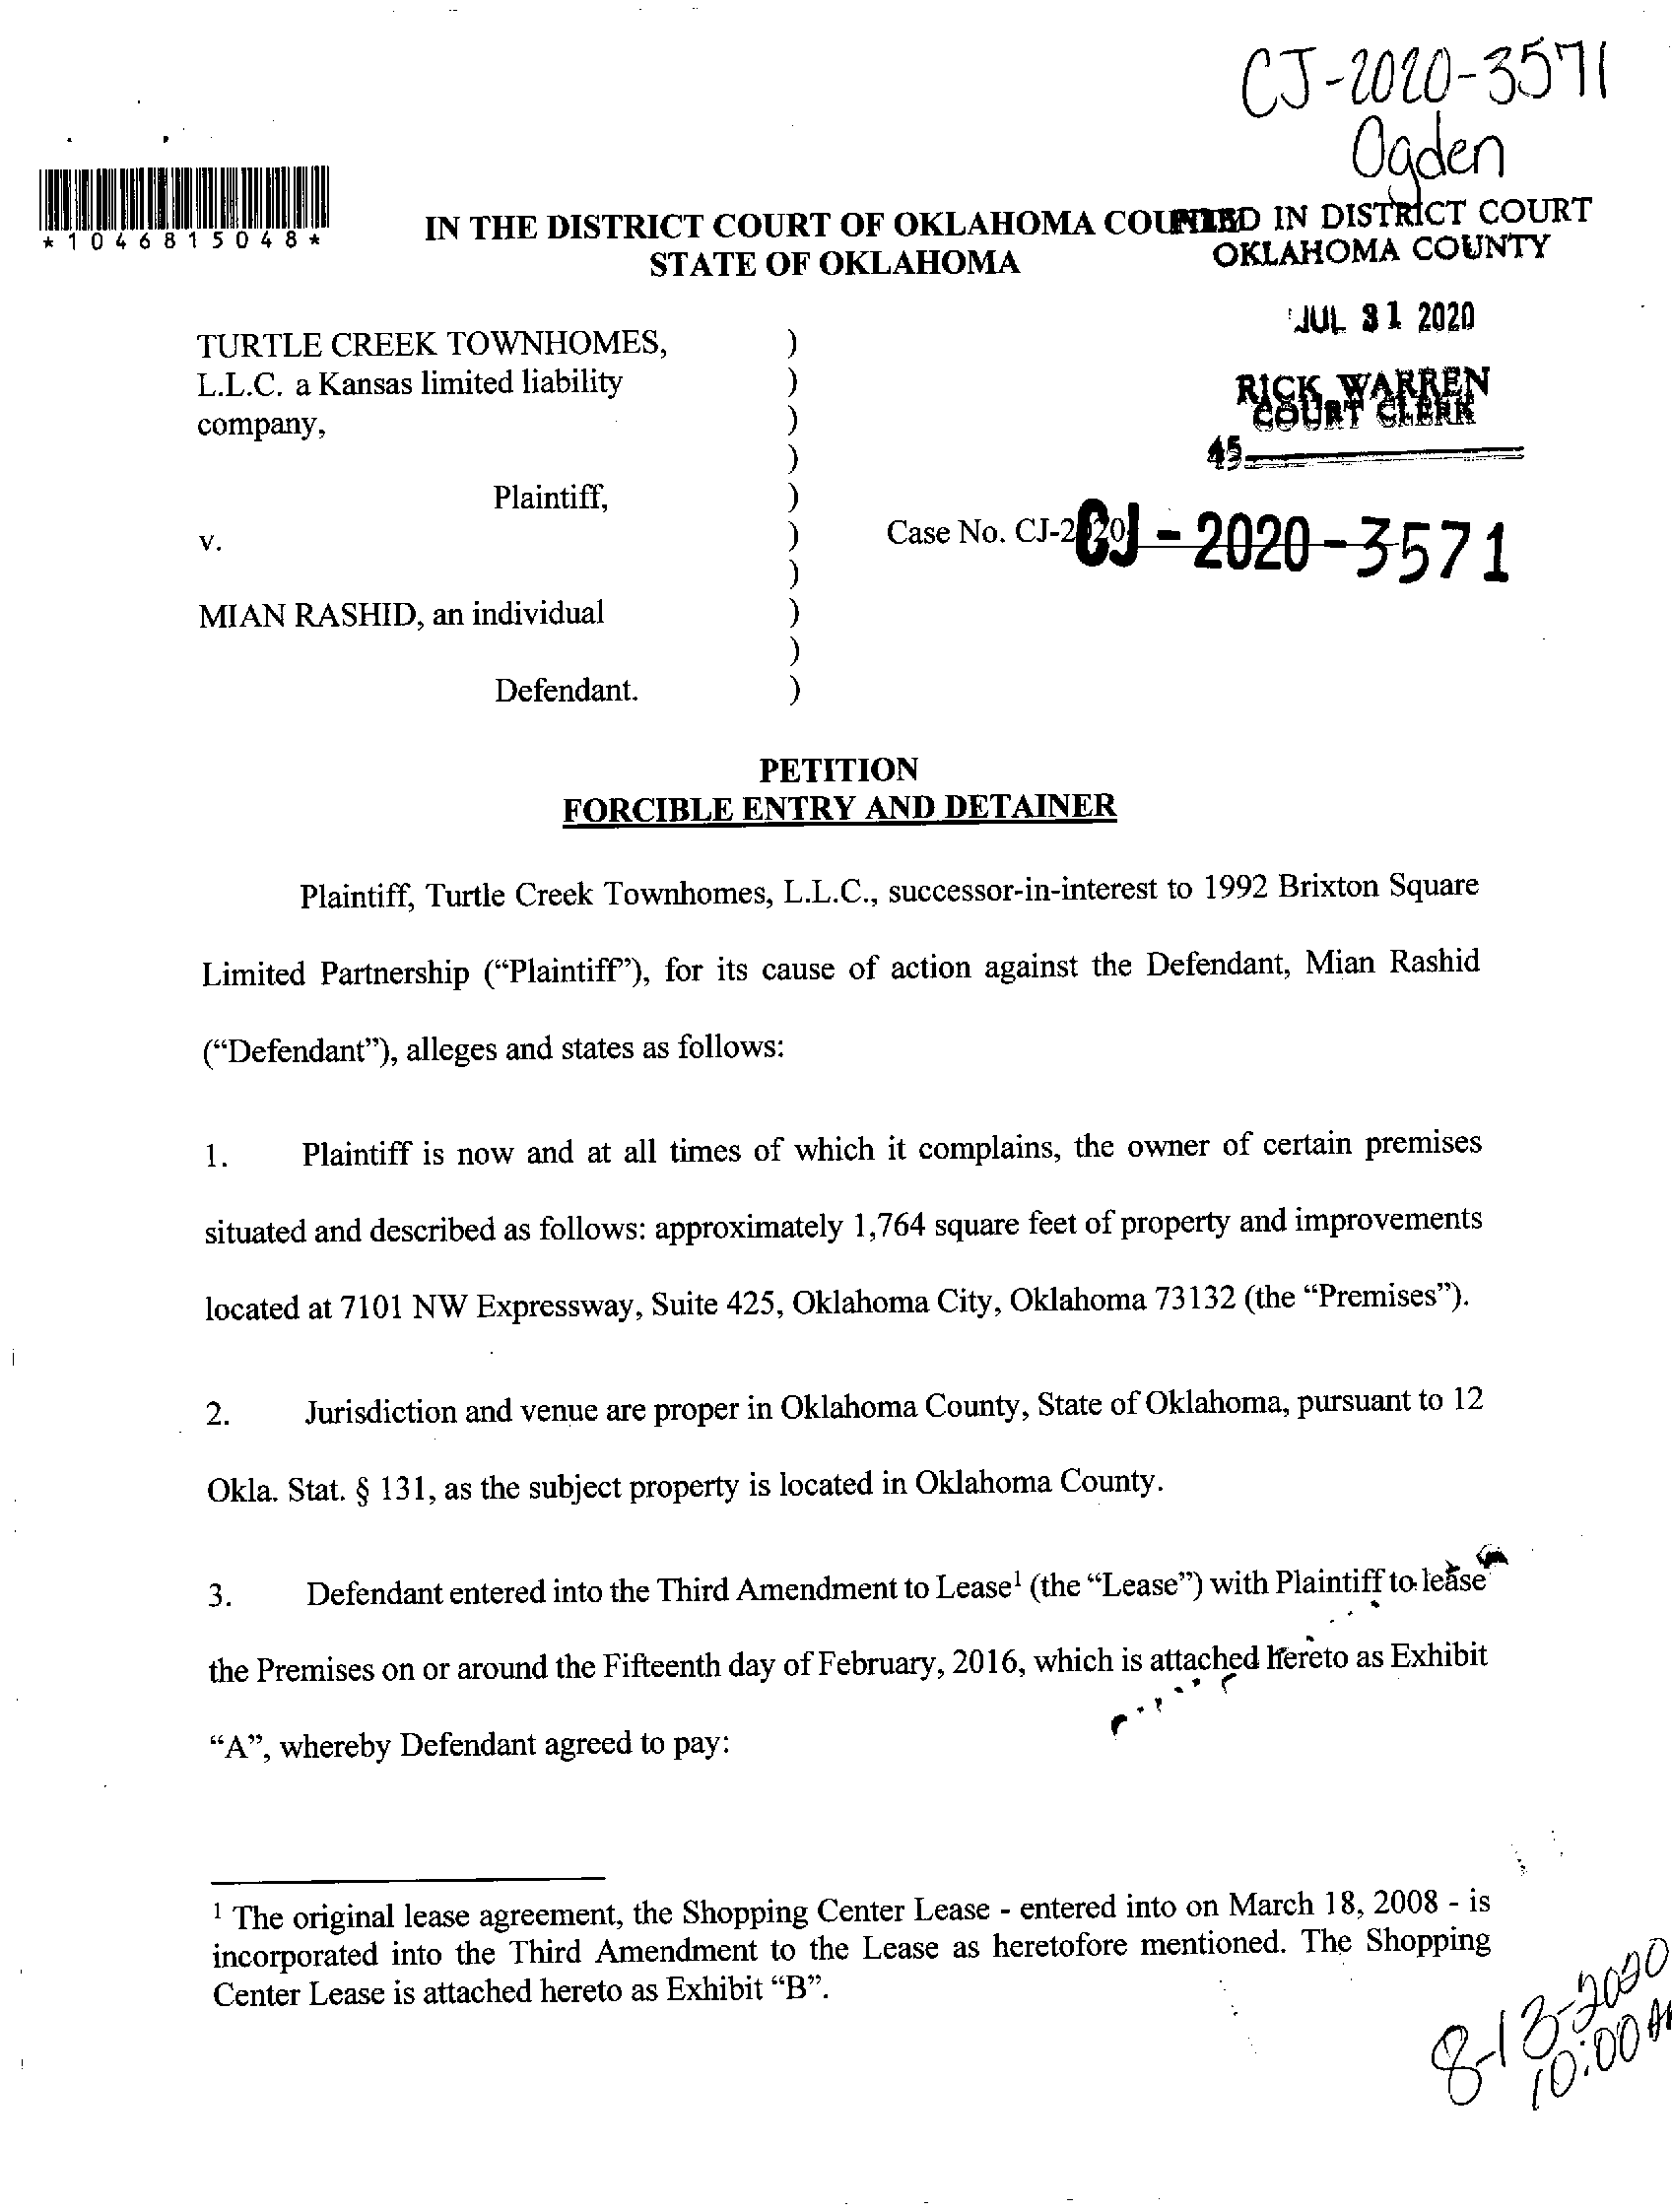 CJ-2020-3571
Ogden
*1046815048*
IN THE DISTRICT COURT OF OKLAHOMA COUNTY
STATE OF OKLAHOMA
FILED IN DISTRICT COURT
OKLAHOMA COUNTY
JUL 31 2020
RICK WARREN
COURT CLERK
45
TURTLE CREEK TOWNHOMES, )
L.L.C. a Kansas limited liability )
company, )
)
Plaintiff, )
v. ) Case No. CJ-2020-
CJ-2020-3571
)
MIAN RASHID, an individual )
)
Defendant. )
PETITION
FORCIBLE ENTRY AND DETAINER
Plaintiff, Turtle Creek Townhomes, L.L.C., successor-in-interest to 1992 Brixton Square
Limited Partnership (“Plaintiff”), for its cause of action against the Defendant, Mian Rashid
(“Defendant”), alleges and states as follows:
1. Plaintiff is now and at all times of which it complains, the owner of certain premises
situated and described as follows: approximately 1,764 square feet of property and improvements
located at 7101 NW Expressway, Suite 425, Oklahoma City, Oklahoma 73132 (the “Premises”).
2. Jurisdiction and venue are proper in Oklahoma County, State of Oklahoma, pursuant to 12
Okla. Stat. § 131, as the subject property is located in Oklahoma County.
3. Defendant entered into the Third Amendment to Lease¹ (the “Lease”) with Plaintiff to lease
the Premises on or around the Fifteenth day of February, 2016, which is attached hereto as Exhibit
“A”, whereby Defendant agreed to pay:
¹ The original lease agreement, the Shopping Center Lease - entered into on March 18, 2008 - is
incorporated into the Third Amendment to the Lease as heretofore mentioned. The Shopping
Center Lease is attached hereto as Exhibit “B”.
8-13-2020
10:00 AM